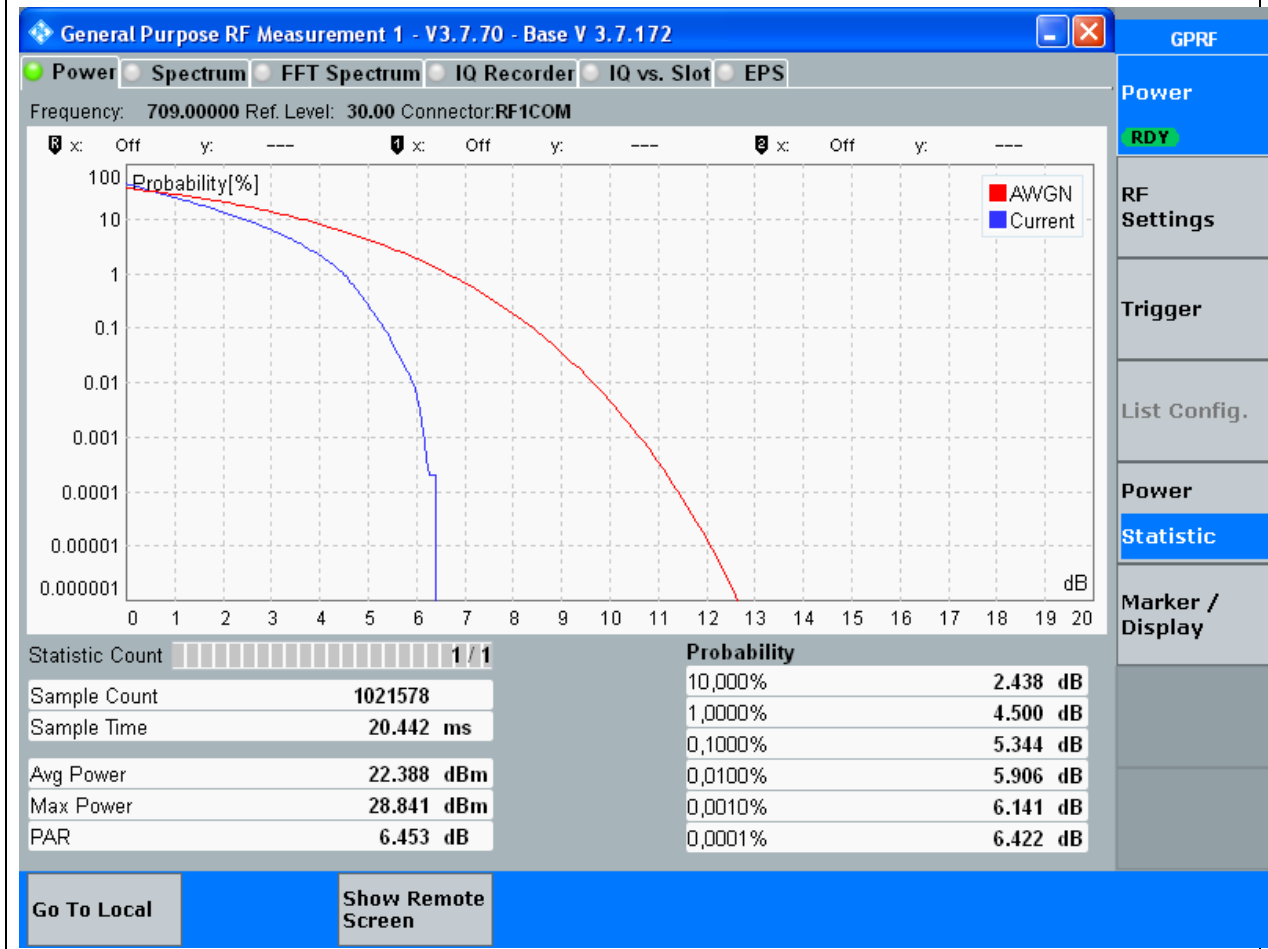 General Purpose RF Measurement 1 - V3.7.70 - Base V 3.7.172
GPRF
Power Spectrum FFT Spectrum IQ Recorder IQ vs. Slot EPS
Power
RDY
Frequency: 709.00000 Ref. Level: 30.00 Connector:RF1COM
R x: Off y: --- 1 x: Off y: --- 2 x: Off y: ---
Probability[%]
AWGN
Current
100
10
1
0.1
0.01
0.001
0.0001
0.00001
0.000001
dB
0 1 2 3 4 5 6 7 8 9 10 11 12 13 14 15 16 17 18 19 20
RF
Settings
Trigger
List Config.
Power
Statistic
Marker /
Display
Statistic Count 1 / 1
Sample Count 1021578
Sample Time 20.442 ms
Avg Power 22.388 dBm
Max Power 28.841 dBm
PAR 6.453 dB
Probability
10,000% 2.438 dB
1,0000% 4.500 dB
0,1000% 5.344 dB
0,0100% 5.906 dB
0,0010% 6.141 dB
0,0001% 6.422 dB
Go To Local
Show Remote
Screen